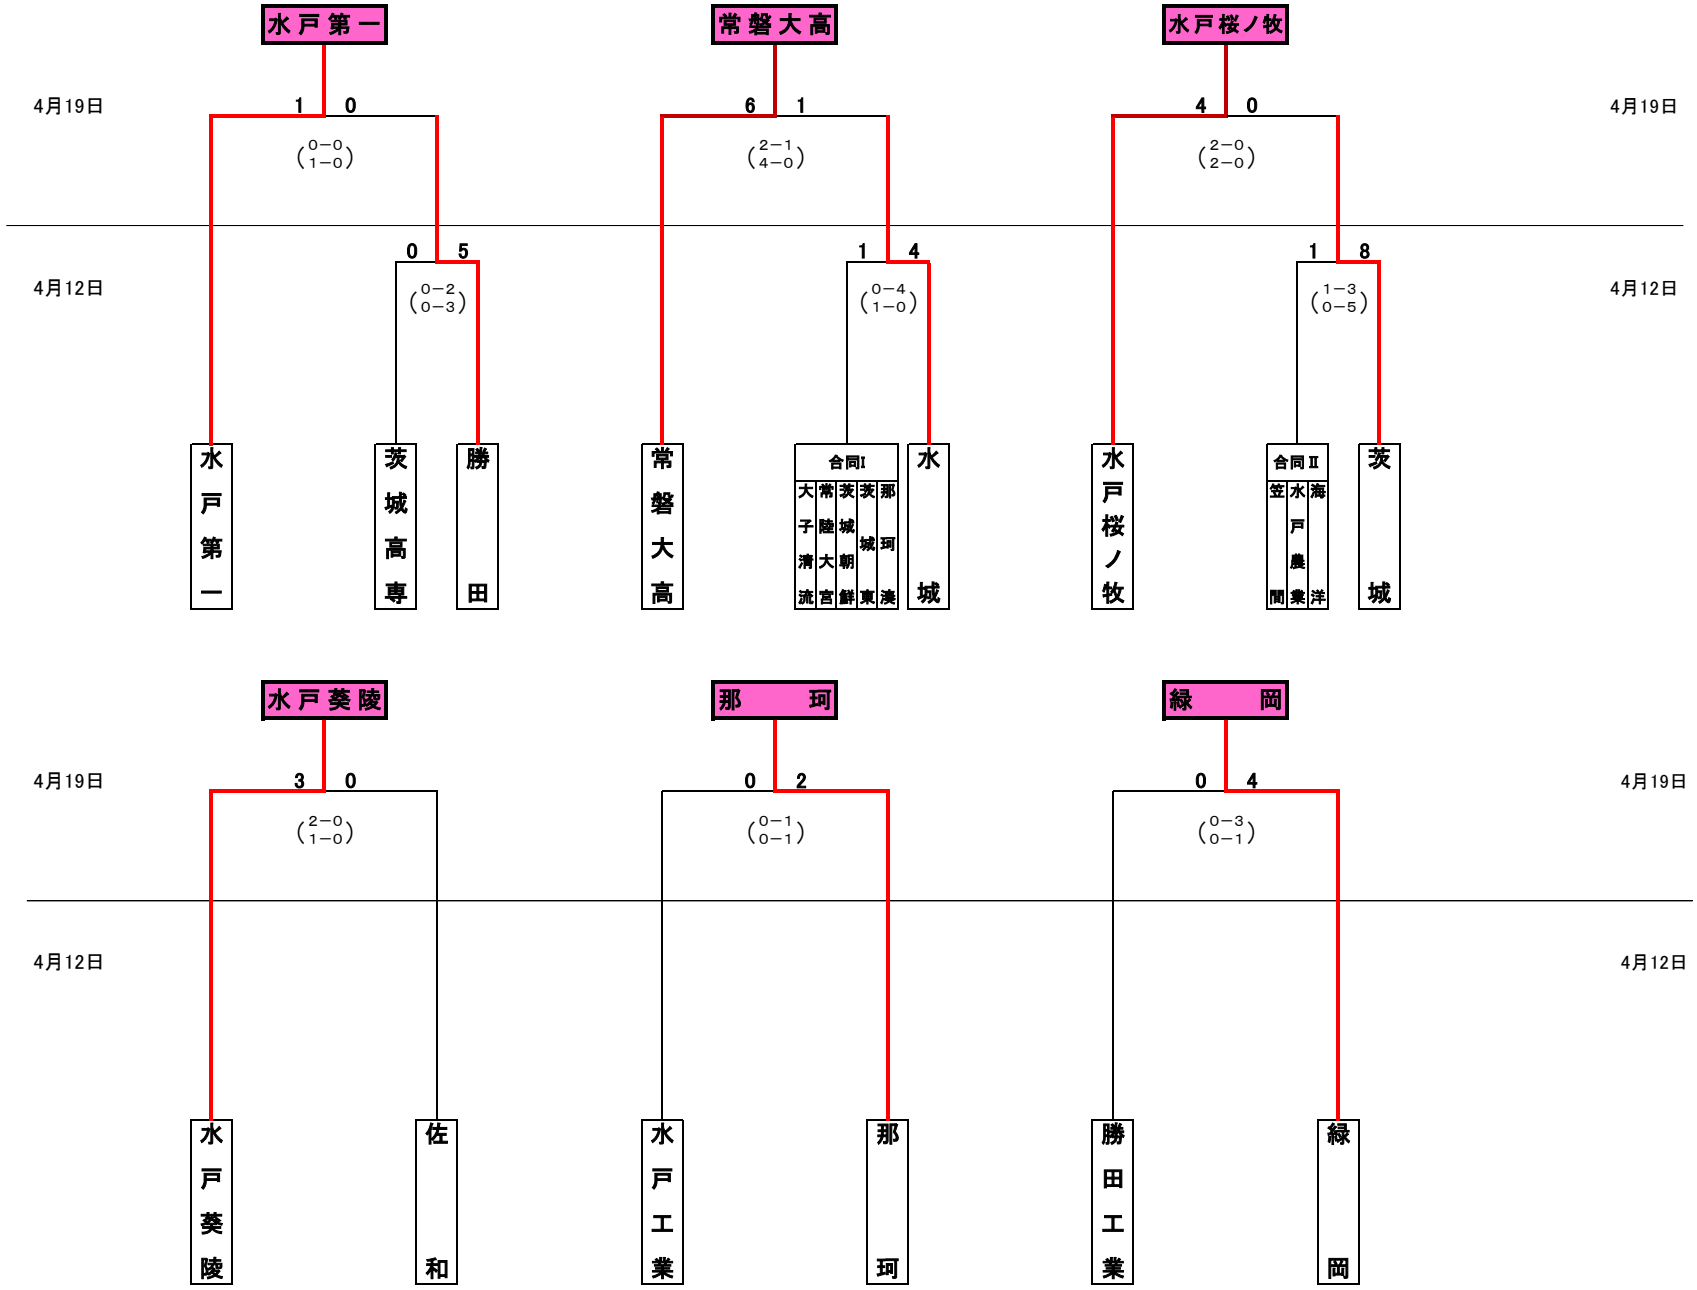 水戸第一
常磐大高
水戸桜ノ牧
4月19日
1 0
6 1
4 0
4月19日
(0-0 1-0)
(2-1 4-0)
(2-0 2-0)
0 5
1 4
1 8
4月12日
(0-2 0-3)
(0-4 1-0)
(1-3 0-5)
4月12日
水戸第一
茨城高専
勝田
常磐大高
合同Ⅰ
大子清流
常陸大宮
茨城朝鮮
茨城東
那珂湊
水城
水戸桜ノ牧
合同Ⅱ
笠間
水戸農業
海洋
茨城
水戸葵陵
那珂
緑岡
4月19日
3 0
0 2
0 4
4月19日
(2-0 1-0)
(0-1 0-1)
(0-3 0-1)
4月12日
4月12日
水戸葵陵
佐和
水戸工業
那珂
勝田工業
緑岡